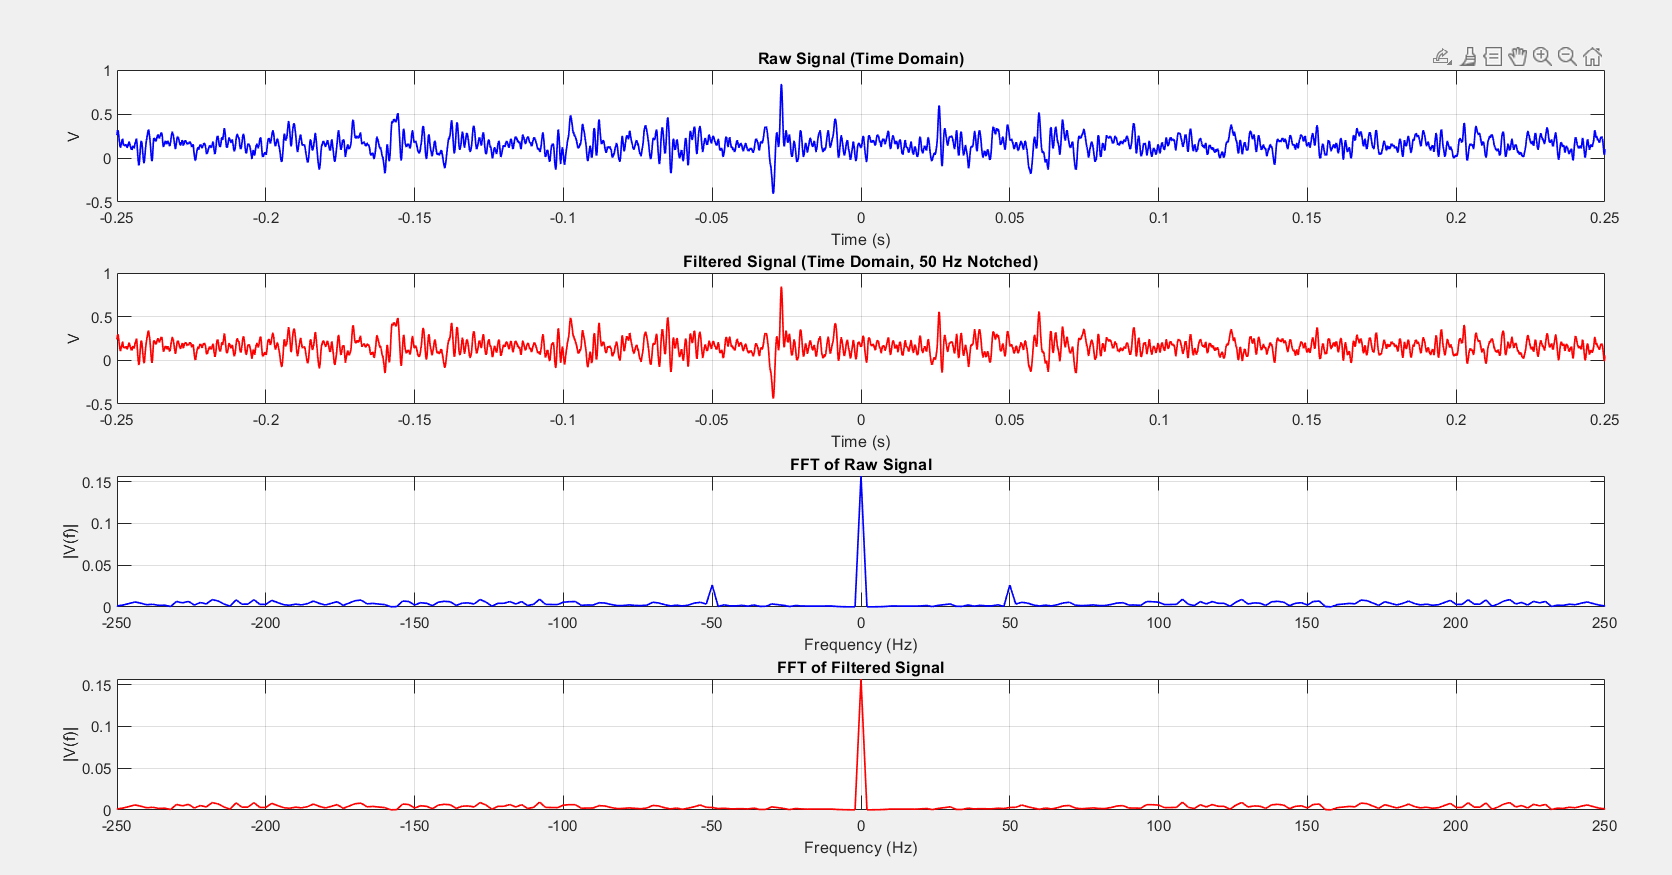 Raw Signal (Time Domain)
1
0.5
0
-0.5
V
-0.25 -0.2 -0.15 -0.1 -0.05 0 0.05 0.1 0.15 0.2 0.25
Time (s)
Filtered Signal (Time Domain, 50 Hz Notched)
1
0.5
0
-0.5
V
-0.25 -0.2 -0.15 -0.1 -0.05 0 0.05 0.1 0.15 0.2 0.25
Time (s)
FFT of Raw Signal
0.15
0.1
0.05
0
|V(f)|
-250 -200 -150 -100 -50 0 50 100 150 200 250
Frequency (Hz)
FFT of Filtered Signal
0.15
0.1
0.05
0
|V(f)|
-250 -200 -150 -100 -50 0 50 100 150 200 250
Frequency (Hz)